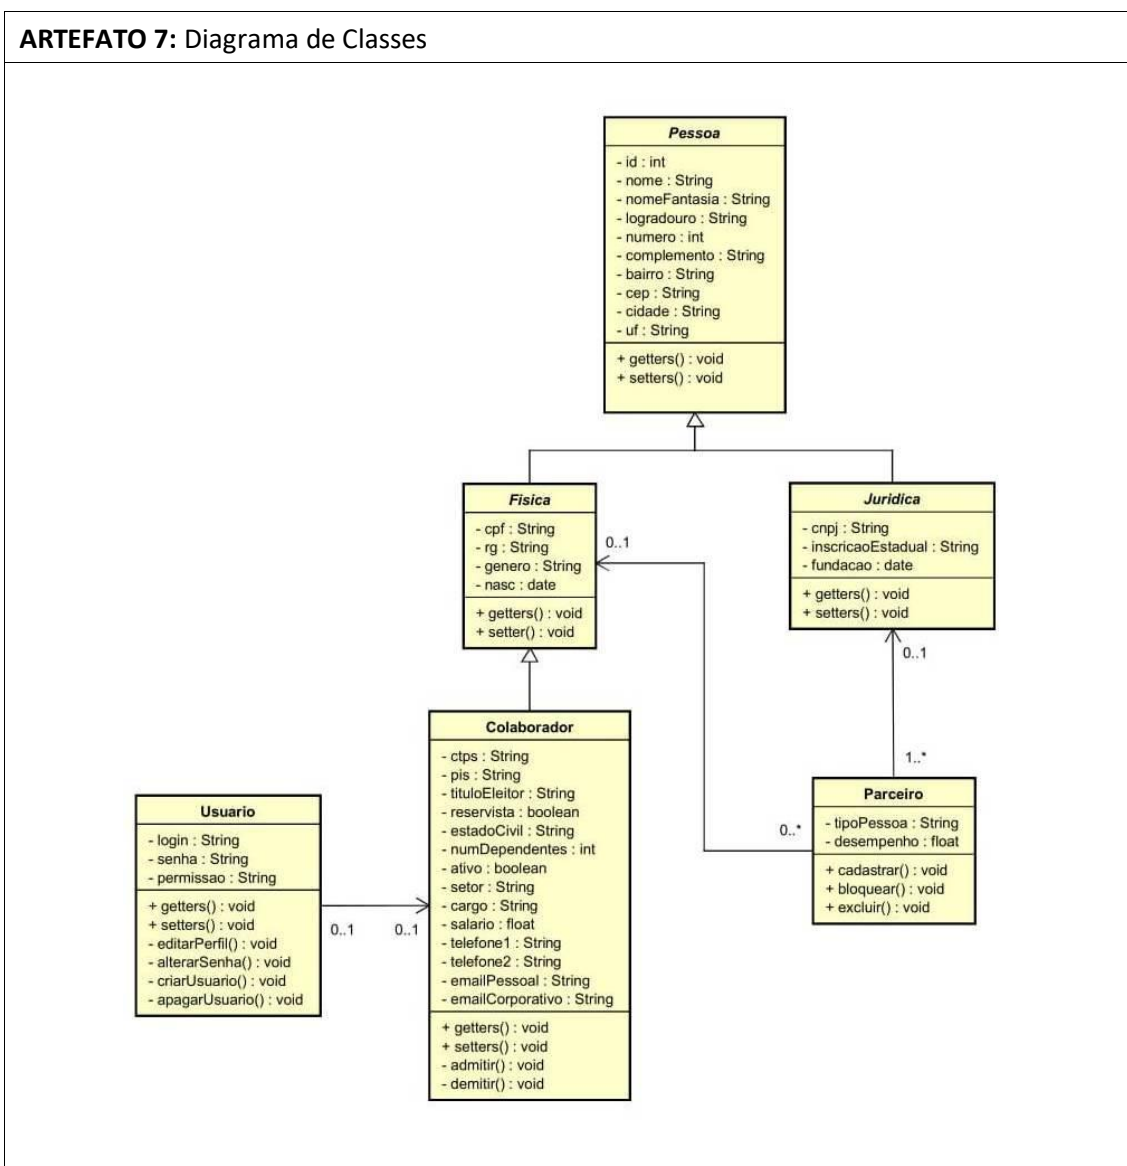 ARTEFATO 7: Diagrama de Classes
Pessoa
- id : int
- nome : String
- nomeFantasia : String
- logradouro : String
- numero : int
- complemento : String
- bairro : String
- cep : String
- cidade : String
- uf : String
+ getters() : void
+ setters() : void
Fisica
- cpf : String
- rg : String
- genero : String
- nasc : date
+ getters() : void
+ setter() : void
0..1
Juridica
- cnpj : String
- inscricaoEstadual : String
- fundacao : date
+ getters() : void
+ setters() : void
0..1
1..*
Colaborador
- ctps : String
- pis : String
- tituloEleitor : String
- reservista : boolean
- estadoCivil : String
- numDependentes : int
- ativo : boolean
- setor : String
- cargo : String
- salario : float
- telefone1 : String
- telefone2 : String
- emailPessoal : String
- emailCorporativo : String
+ getters() : void
+ setters() : void
- admitir() : void
- demitir() : void
Usuario
- login : String
- senha : String
- permissao : String
+ getters() : void
+ setters() : void
- editarPerfil() : void
- alterarSenha() : void
- criarUsuario() : void
- apagarUsuario() : void
0..1
0..1
0..*
Parceiro
- tipoPessoa : String
- desempenho : float
+ cadastrar() : void
+ bloquear() : void
+ excluir() : void